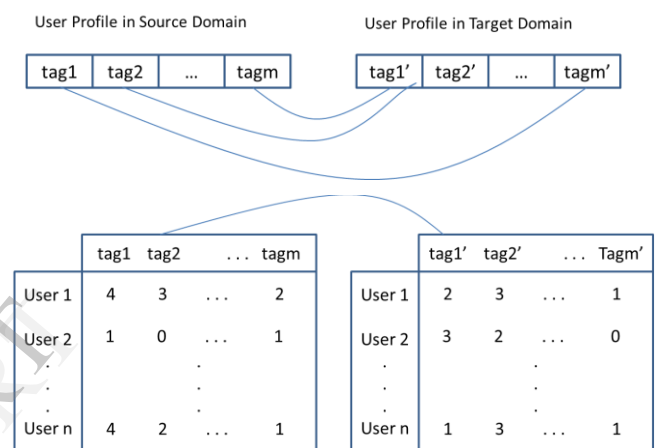 User Profile in Source Domain
User Profile in Target Domain
tag1 tag2 ... tagm
tag1’ tag2’ ... tagm’
tag1 tag2 ... tagm
User 1 4 3 ... 2
User 2 1 0 ... 1
. .
. .
. .
User n 4 2 ... 1
tag1’ tag2’ ... Tagm’
User 1 2 3 ... 1
User 2 3 2 ... 0
. .
. .
. .
User n 1 3 ... 1